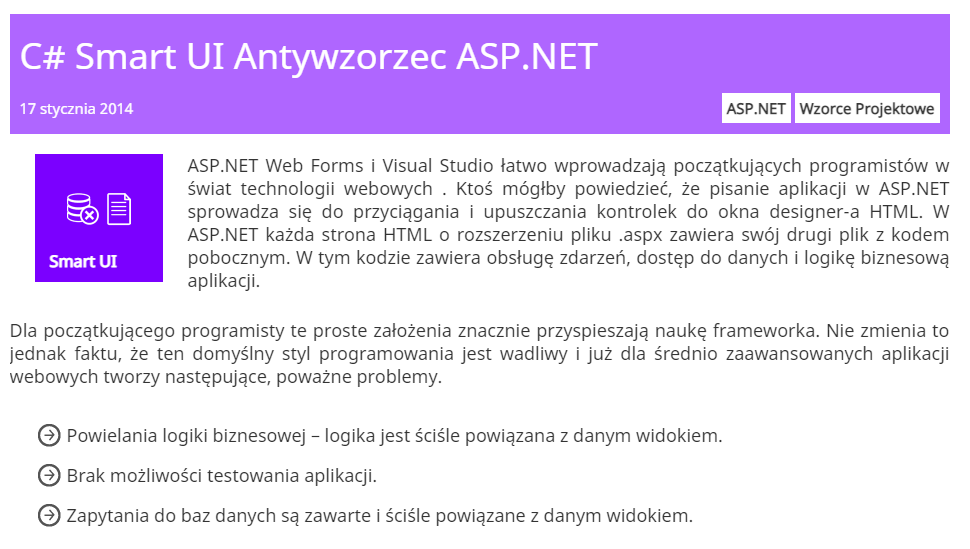 C# Smart UI Antywzorzec ASP.NET
17 stycznia 2014
ASP.NET
Wzorce Projektowe
Smart UI
ASP.NET Web Forms i Visual Studio łatwo wprowadzają początkujących programistów w
świat technologii webowych . Ktoś mógłby powiedzieć, że pisanie aplikacji w ASP.NET
sprowadza się do przyciągania i upuszczania kontrolek do okna designer-a HTML. W
ASP.NET każda strona HTML o rozszerzeniu pliku .aspx zawiera swój drugi plik z kodem
pobocznym. W tym kodzie zawiera obsługę zdarzeń, dostęp do danych i logikę biznesową
aplikacji.
Dla początkującego programisty te proste założenia znacznie przyspieszają naukę frameworka. Nie zmienia to
jednak faktu, że ten domyślny styl programowania jest wadliwy i już dla średnio zaawansowanych aplikacji
webowych tworzy następujące, poważne problemy.
Powielania logiki biznesowej – logika jest ściśle powiązana z danym widokiem.
Brak możliwości testowania aplikacji.
Zapytania do baz danych są zawarte i ściśle powiązane z danym widokiem.